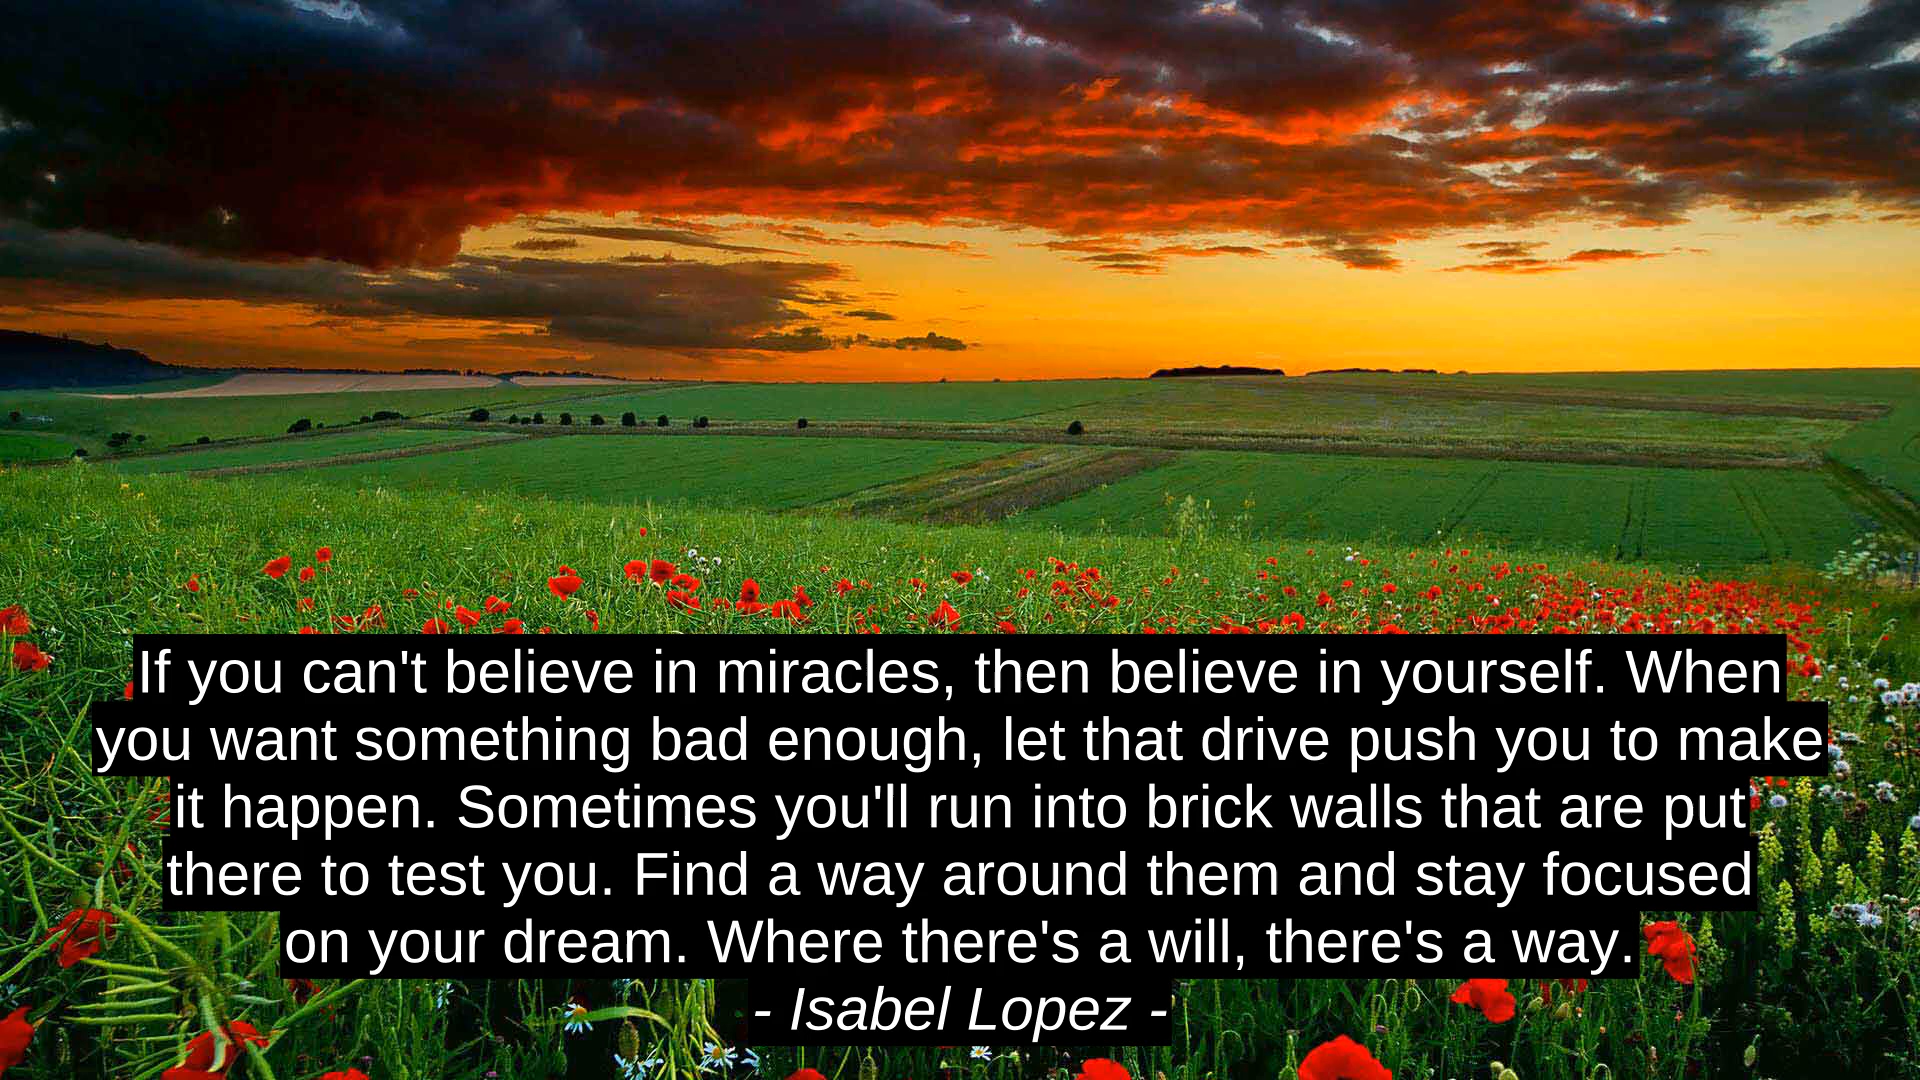 If you can't believe in miracles, then believe in yourself. When
you want something bad enough, let that drive push you to make
it happen. Sometimes you'll run into brick walls that are put
there to test you. Find a way around them and stay focused
on your dream. Where there's a will, there's a way.
- Isabel Lopez -